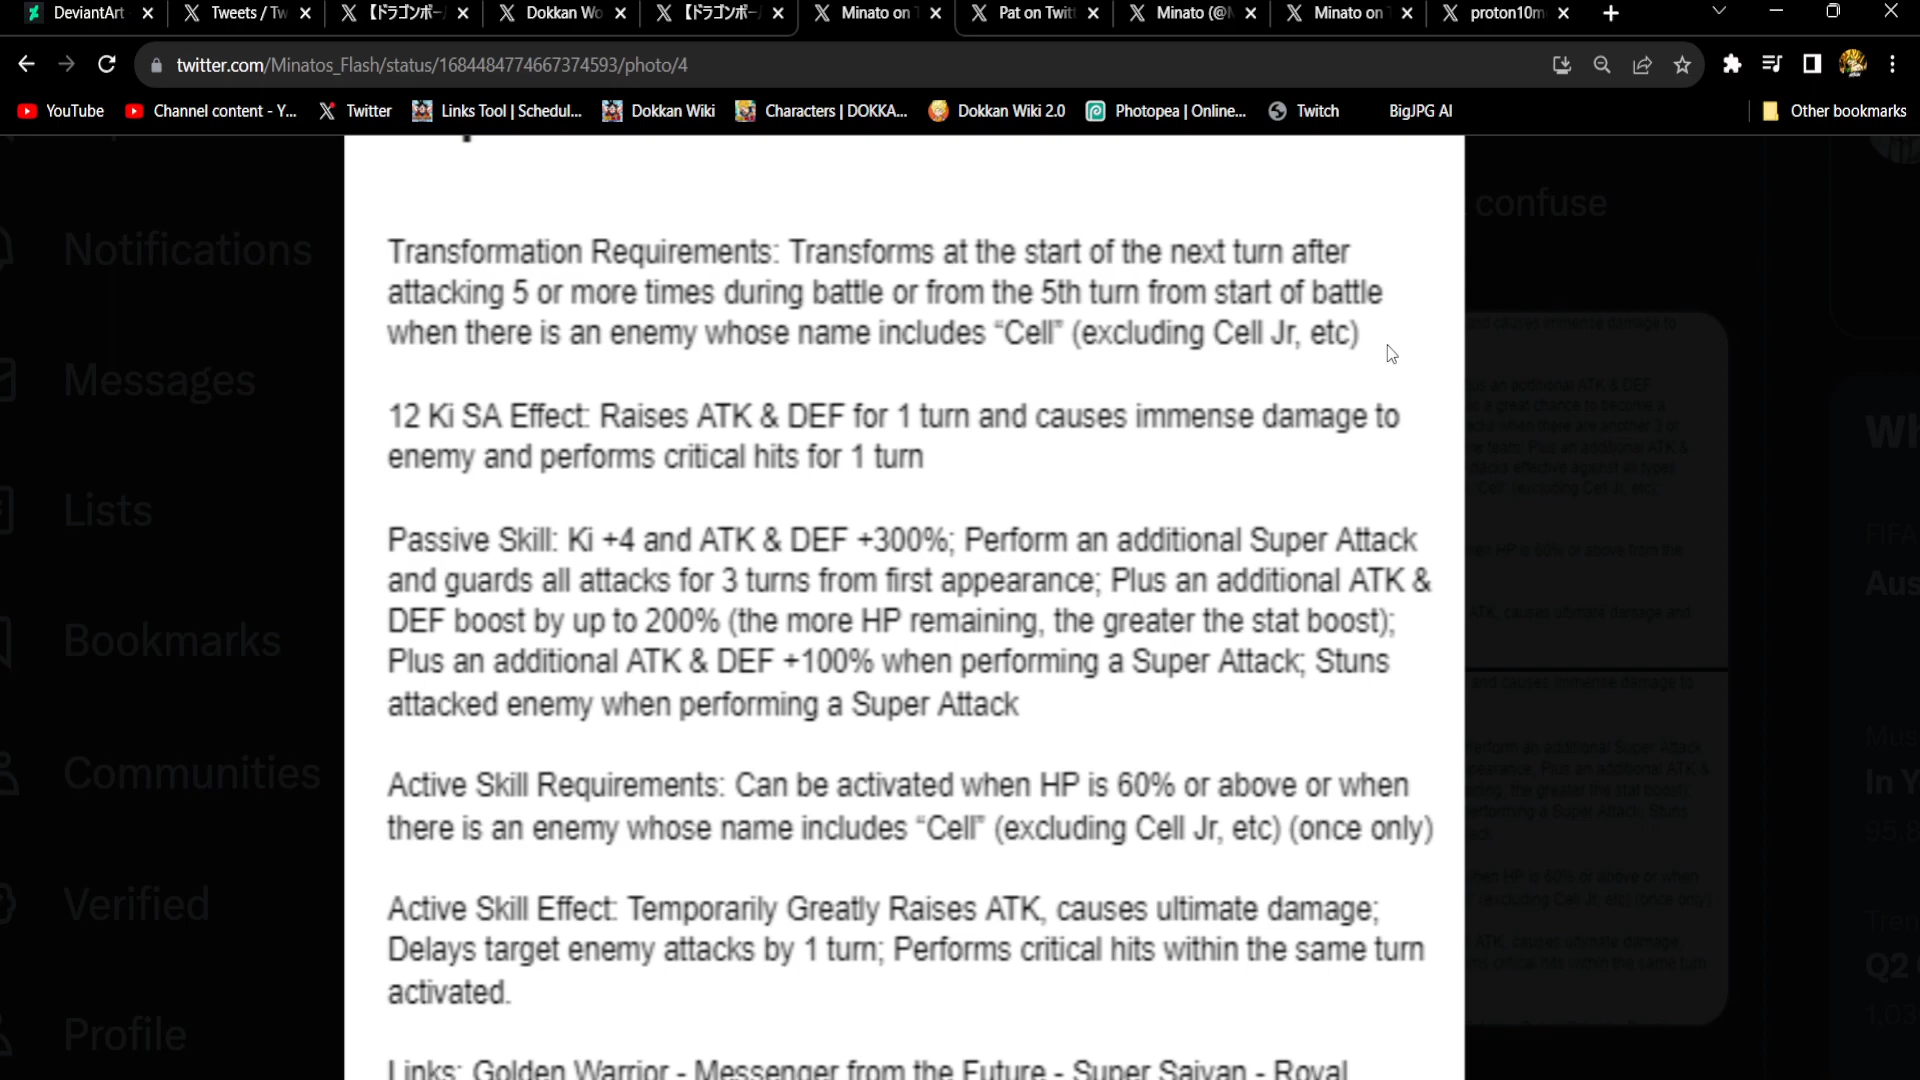 DeviantArt
Tweets / Tw
【ドラゴンボー
Dokkan Wo
【ドラゴンボー
Minato on
Pat on Twit
Minato (@
Minato on
proton10m
twitter.com/Minatos_Flash/status/1684484774667374593/photo/4
YouTube
Channel content - Y...
Twitter
Links Tool | Schedul...
Dokkan Wiki
Characters | DOKKA...
Dokkan Wiki 2.0
Photopea | Online...
Twitch
BigJPG AI
Other bookmarks
Notifications
Messages
Lists
Bookmarks
Communities
Verified
Profile
Transformation Requirements: Transforms at the start of the next turn after
attacking 5 or more times during battle or from the 5th turn from start of battle
when there is an enemy whose name includes “Cell” (excluding Cell Jr, etc)
12 Ki SA Effect: Raises ATK & DEF for 1 turn and causes immense damage to
enemy and performs critical hits for 1 turn
Passive Skill: Ki +4 and ATK & DEF +300%; Perform an additional Super Attack
and guards all attacks for 3 turns from first appearance; Plus an additional ATK &
DEF boost by up to 200% (the more HP remaining, the greater the stat boost);
Plus an additional ATK & DEF +100% when performing a Super Attack; Stuns
attacked enemy when performing a Super Attack
Active Skill Requirements: Can be activated when HP is 60% or above or when
there is an enemy whose name includes “Cell” (excluding Cell Jr, etc) (once only)
Active Skill Effect: Temporarily Greatly Raises ATK, causes ultimate damage;
Delays target enemy attacks by 1 turn; Performs critical hits within the same turn
activated.
Links: Golden Warrior - Messenger from the Future - Super Saiyan - Royal
confuse
Wh
FIFA
Aus
Mus
In Y
95.8
Tren
Q2
1.03